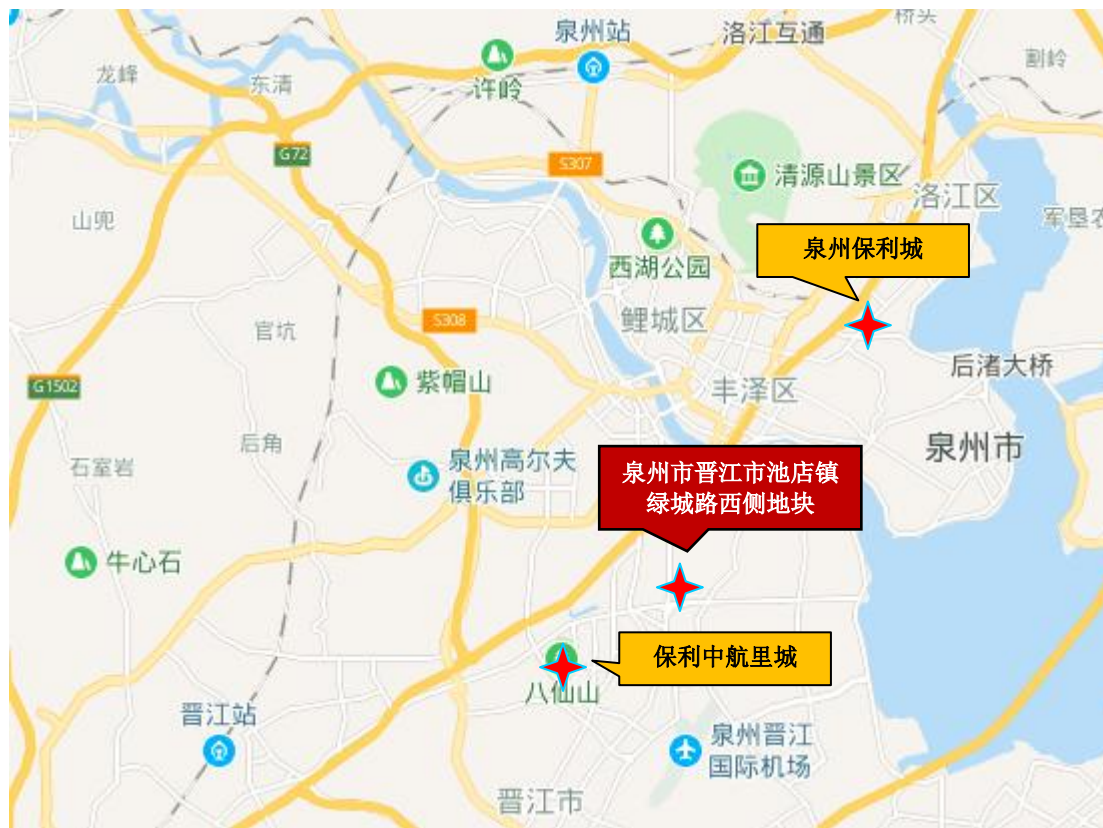 桥头
泉州站
洛江互通
龙峰
东清
许岭
割岭
G72
S307
清源山景区
洛江区
山兜
军垦农
泉州保利城
西湖公园
官坑
S308
鲤城区
后渚大桥
G1502
紫帽山
丰泽区
后角
石室岩
泉州高尔夫
俱乐部
泉州市
泉州市晋江市池店镇
绿城路西侧地块
牛心石
保利中航里城
八仙山
晋江站
泉州晋江
国际机场
晋江市